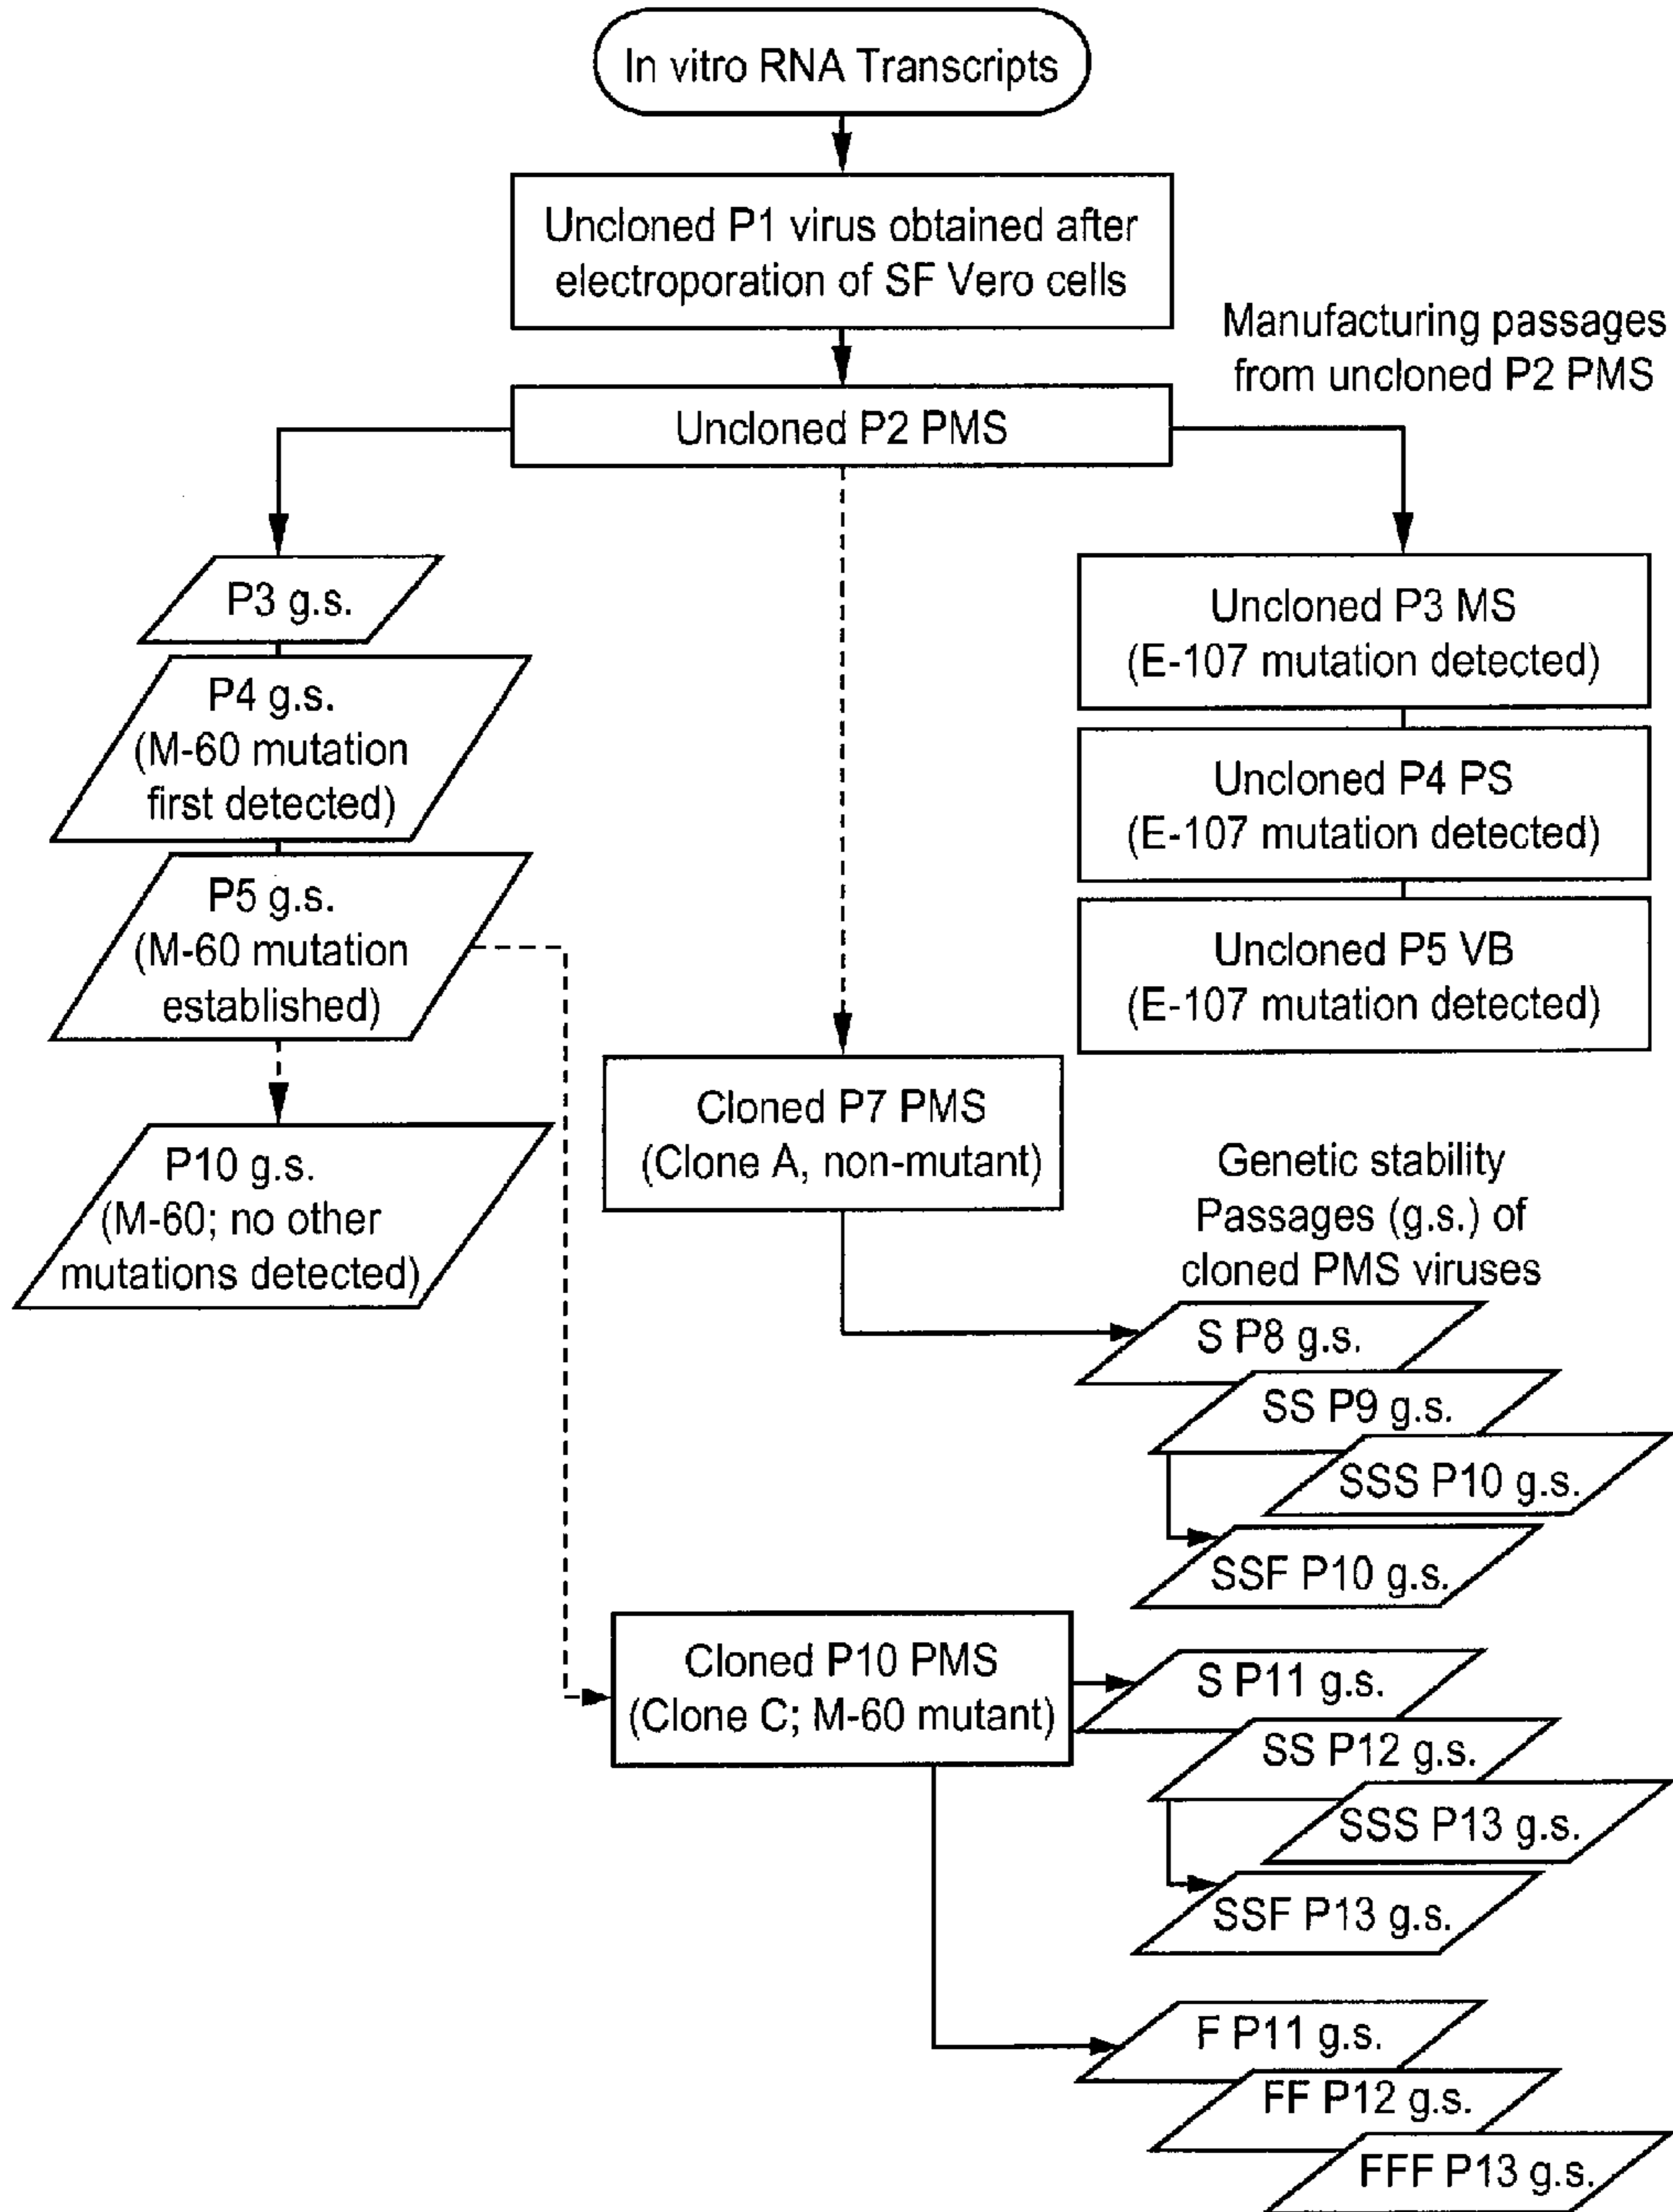 In vitro RNA Transcripts
Uncloned P1 virus obtained after
electroporation of SF Vero cells
Manufacturing passages
from uncloned P2 PMS
Uncloned P2 PMS
P3 g.s.
P4 g.s.
(M-60 mutation
first detected)
P5 g.s.
(M-60 mutation
established)
P10 g.s.
(M-60; no other
mutations detected)
Uncloned P3 MS
(E-107 mutation detected)
Uncloned P4 PS
(E-107 mutation detected)
Uncloned P5 VB
(E-107 mutation detected)
Cloned P7 PMS
(Clone A, non-mutant)
Genetic stability
Passages (g.s.) of
cloned PMS viruses
S P8 g.s.
SS P9 g.s.
SSS P10 g.s.
SSF P10 g.s.
Cloned P10 PMS
(Clone C; M-60 mutant)
S P11 g.s.
SS P12 g.s.
SSS P13 g.s.
SSF P13 g.s.
F P11 g.s.
FF P12 g.s.
FFF P13 g.s.